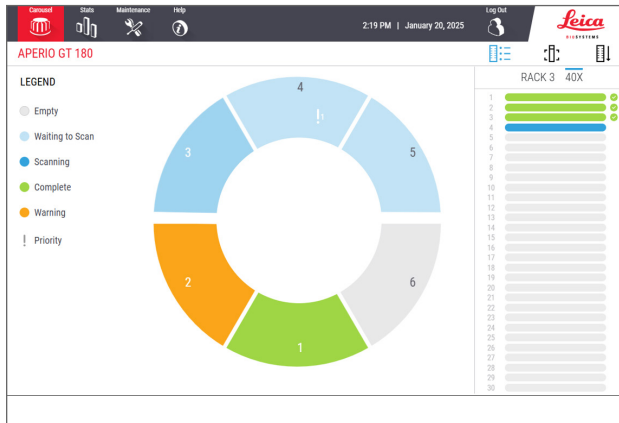 Carousel Stats Maintenance Help
2:19 PM | January 20, 2025
Log Out
Leica
BIOSYSTEMS
APERIO GT 180
LEGEND
Empty
Waiting to Scan
Scanning
Complete
Warning
! Priority
4
!1
3
5
2
6
1
RACK 3 40X
1
2
3
4
5
6
7
8
9
10
11
12
13
14
15
16
17
18
19
20
21
22
23
24
25
26
27
28
29
30